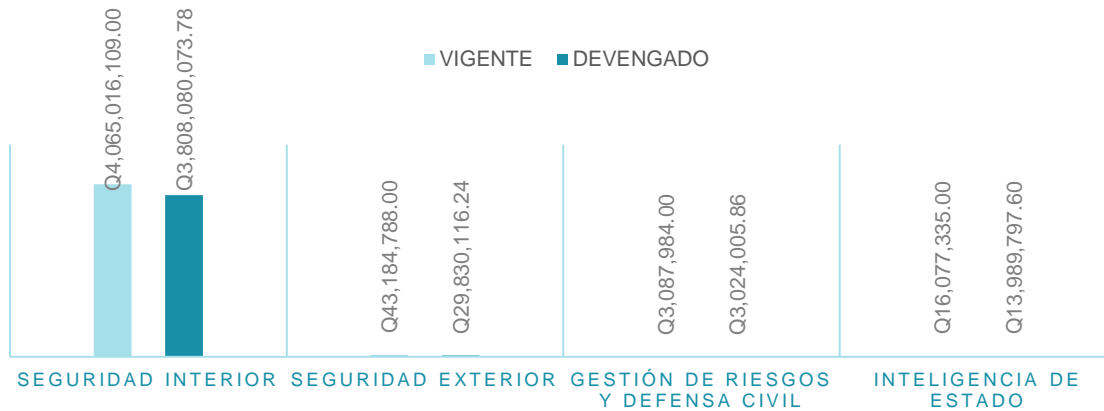 VIGENTE DEVENGADO
Q4,065,016,109.00
Q3,808,080,073.78
Q43,184,788.00
Q29,830,116.24
Q3,087,984.00
Q3,024,005.86
Q16,077,335.00
Q13,989,797.60
SEGURIDAD INTERIOR
SEGURIDAD EXTERIOR
GESTIÓN DE RIESGOS
Y DEFENSA CIVIL
INTELIGENCIA DE
ESTADO